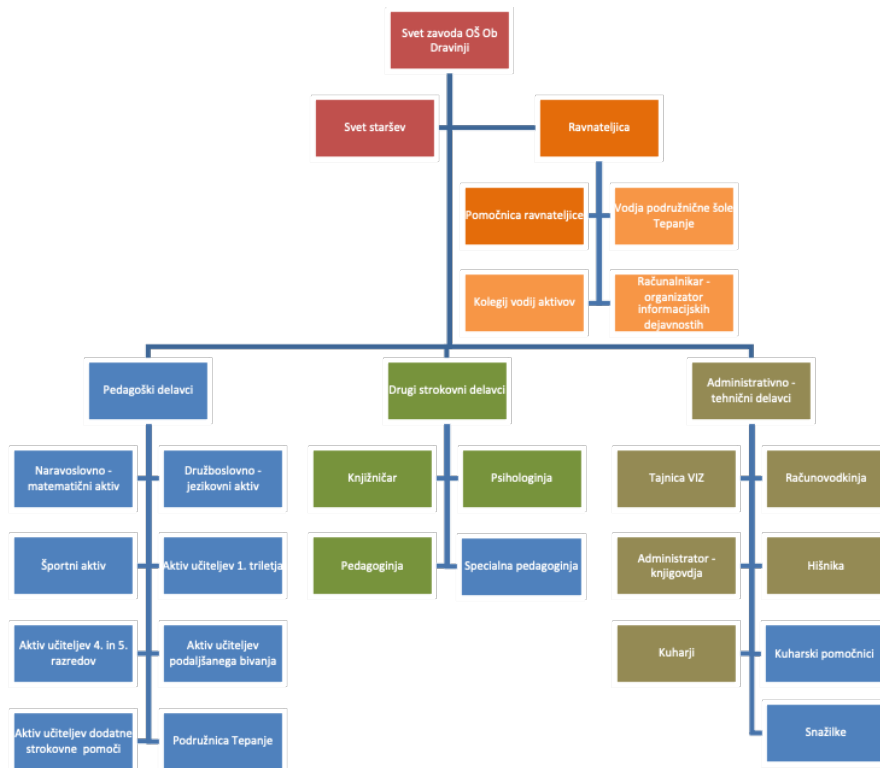 Svet zavoda OŠ Ob
Dravinji
Svet staršev
Ravnateljica
Pomočnica ravnateljice
Vodja podružnične šole
Tepanje
Kolegij vodij aktivov
Računalnikar -
organizator
informacijskih
dejavnostih
Pedagoški delavci
Drugi strokovni delavci
Administrativno -
tehnični delavci
Naravoslovno -
matematični aktiv
Družboslovno -
jezikovni aktiv
Knjižničar
Psihologinja
Tajnica VIZ
Računovodkinja
Športni aktiv
Aktiv učiteljev 1. triletja
Pedagoginja
Specialna pedagoginja
Administrator -
knjigovdja
Hišnika
Aktiv učiteljev 4. in 5.
razredov
Aktiv učiteljev
podaljšanega bivanja
Kuharji
Kuharski pomočnici
Aktiv učiteljev dodatne
strokovne pomoči
Podružnica Tepanje
Snažilke